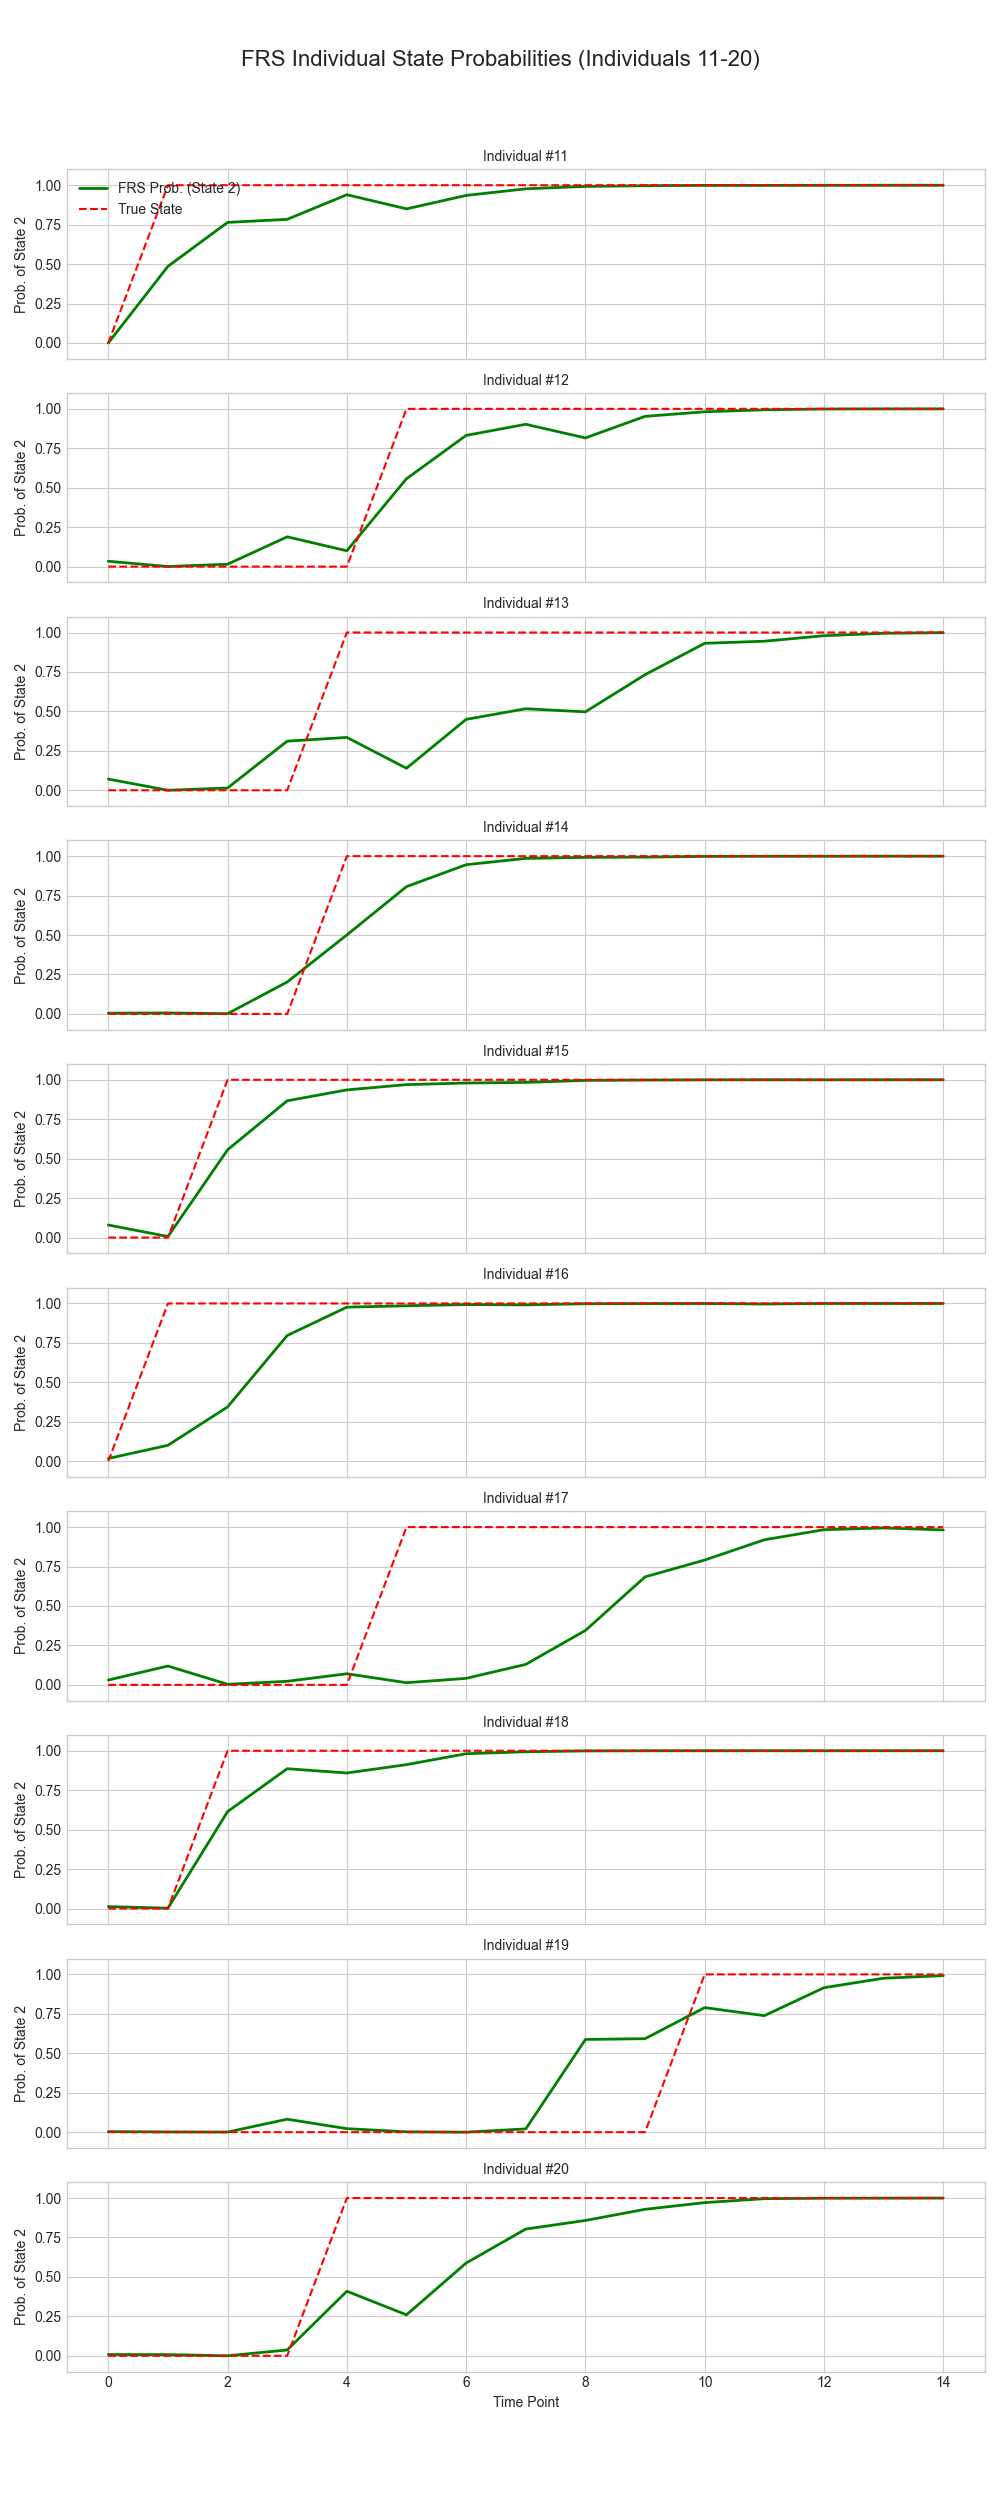 FRS Individual State Probabilities (Individuals 11-20)
Individual #11
1.00
0.75
0.50
0.25
0.00
Prob. of State 2
FRS Prob. (State 2)
True State
Individual #12
1.00
0.75
0.50
0.25
0.00
Prob. of State 2
Individual #13
1.00
0.75
0.50
0.25
0.00
Prob. of State 2
Individual #14
1.00
0.75
0.50
0.25
0.00
Prob. of State 2
Individual #15
1.00
0.75
0.50
0.25
0.00
Prob. of State 2
Individual #16
1.00
0.75
0.50
0.25
0.00
Prob. of State 2
Individual #17
1.00
0.75
0.50
0.25
0.00
Prob. of State 2
Individual #18
1.00
0.75
0.50
0.25
0.00
Prob. of State 2
Individual #19
1.00
0.75
0.50
0.25
0.00
Prob. of State 2
Individual #20
1.00
0.75
0.50
0.25
0.00
Prob. of State 2
0 2 4 6 8 10 12 14
Time Point